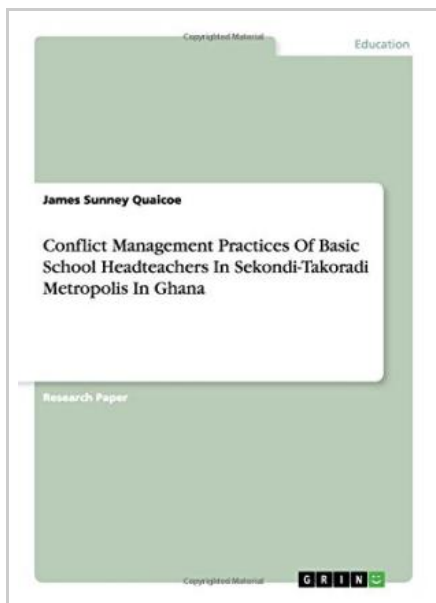 Copyrighted Material
Education
James Sunney Quaicoe
Conflict Management Practices Of Basic
School Headteachers In Sekondi-Takoradi
Metropolis In Ghana
Research Paper
Copyrighted Material
GRIN